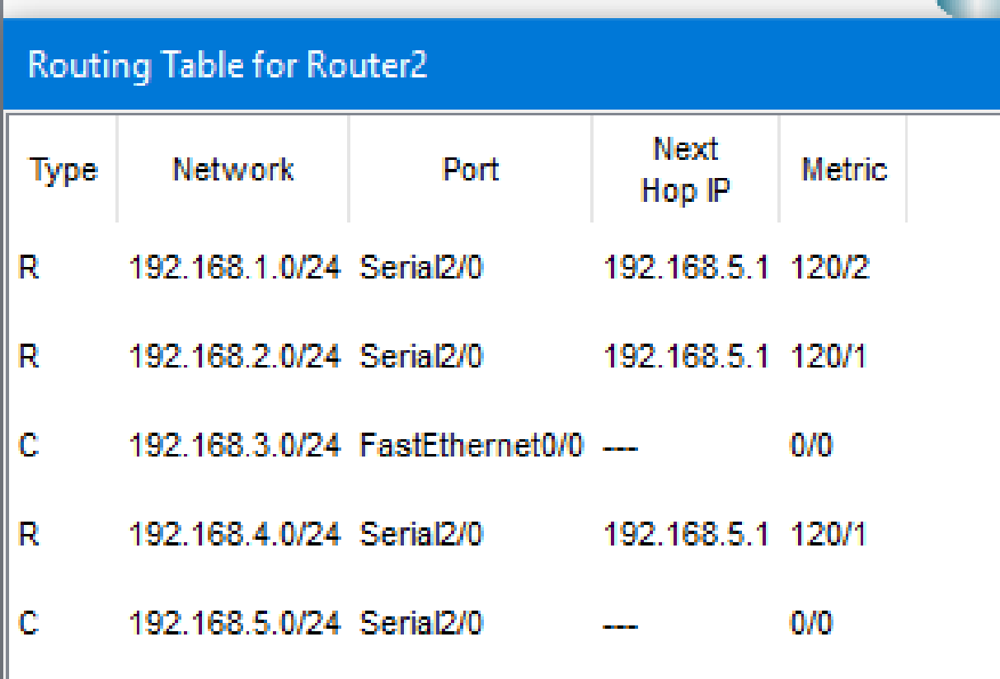 Routing Table for Router2
Type Network Port Next Hop IP Metric
R 192.168.1.0/24 Serial2/0 192.168.5.1 120/2
R 192.168.2.0/24 Serial2/0 192.168.5.1 120/1
C 192.168.3.0/24 FastEthernet0/0 --- 0/0
R 192.168.4.0/24 Serial2/0 192.168.5.1 120/1
C 192.168.5.0/24 Serial2/0 --- 0/0